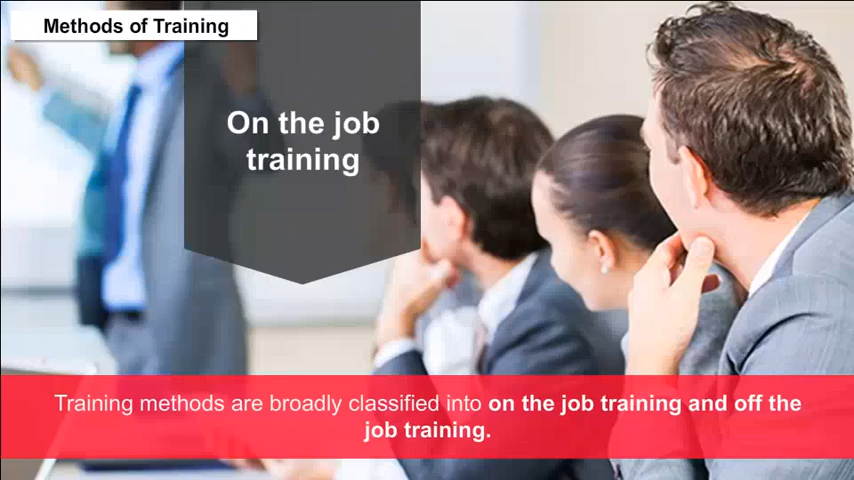 Methods of Training
On the job
training
Training methods are broadly classified into on the job training and off the
job training.